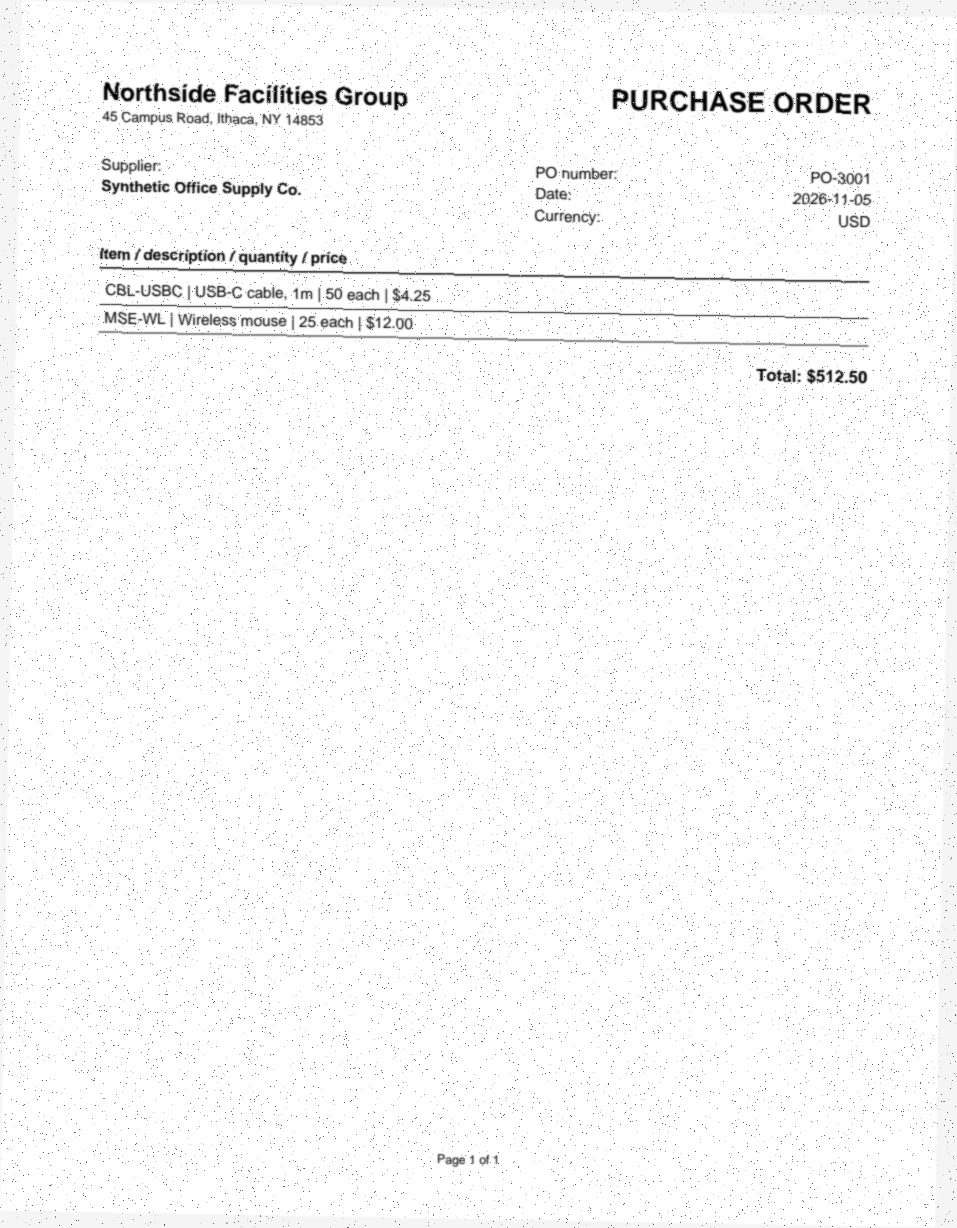 Northside Facilities Group
45 Campus Road, Ithaca, NY 14853
PURCHASE ORDER
Supplier:
Synthetic Office Supply Co.
PO number: PO-3001
Date: 2026-11-05
Currency: USD
Item / description / quantity / price
CBL-USBC | USB-C cable, 1m | 50 each | $4.25
MSE-WL | Wireless mouse | 25 each | $12.00
Total: $512.50
Page 1 of 1